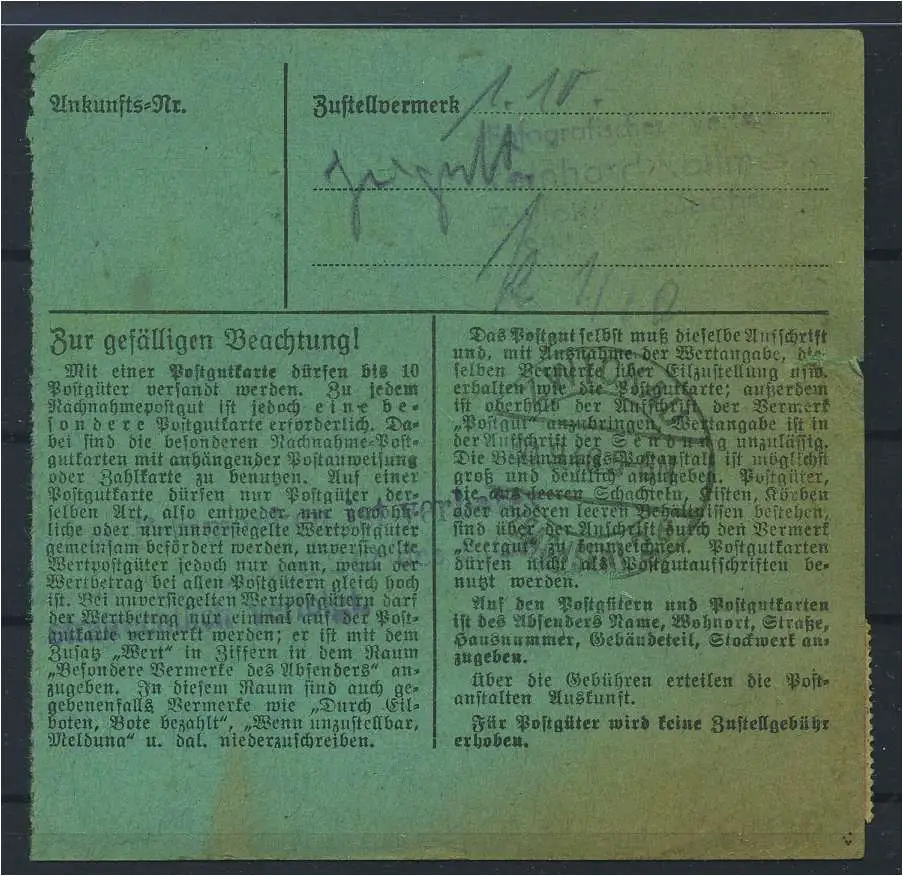 Ankunfts-Nr.
Zustellvermerk 1. 10.
Zur gefälligen Beachtung!
Mit einer Postgutkarte dürfen bis 10
Postgüter versandt werden. Zu jedem
Nachnahmepostgut ist jedoch eine be-
sondere Postgutkarte erforderlich. Da-
bei sind die besonderen Nachnahme-Post-
gutkarten mit anhängender Postanweisung
oder Zahlkarte zu benutzen. Auf einer
Postgutkarte dürfen nur Postgüter der-
selben Art, also entweder nur gewöhn-
liche oder nur unversiegelte Wertpostgüter
gemeinsam befördert werden, unversiegelte
Wertpostgüter jedoch nur dann, wenn der
Wertbetrag bei allen Postgütern gleich hoch
ist. Bei unversiegelten Wertpostgütern darf
der Wertbetrag nur einmal auf der Post-
gutkarte vermerkt werden; er ist mit dem
Zusatz „Wert" in Ziffern in dem Raum
„Besondere Vermerke des Absenders" an-
zugeben. In diesem Raum sind auch ge-
gebenenfalls Vermerke wie „Durch Eil-
boten, Bote bezahlt", „Wenn unzustellbar,
Meldung" u. dgl. niederzuschreiben.
Das Postgut selbst muß dieselbe Aufschrift
und, mit Ausnahme der Wertangabe, die-
selben Vermerke über Eilzustellung usw.
erhalten wie die Postgutkarte; außerdem
ist oberhalb der Aufschrift der Vermerk
„Postgut" anzubringen. Wertangabe ist in
der Aufschrift der Sendung unzulässig.
Die Bestimmungs-Postanstalt ist möglichst
groß und deutlich anzugeben. Postgüter,
die aus leeren Schachteln, Kisten, Körben
oder anderen leeren Behältnissen bestehen,
sind über der Anschrift durch den Vermerk
„Leergut" zu kennzeichnen. Postgutkarten
dürfen nicht als Postgutaufschriften be-
nutzt werden.
Auf den Postgütern und Postgutkarten
ist des Absenders Name, Wohnort, Straße,
Hausnummer, Gebäudeteil, Stockwerk an-
zugeben.
Über die Gebühren erteilen die Post-
anstalten Auskunft.
Für Postgüter wird keine Zustellgebühr
erhoben.